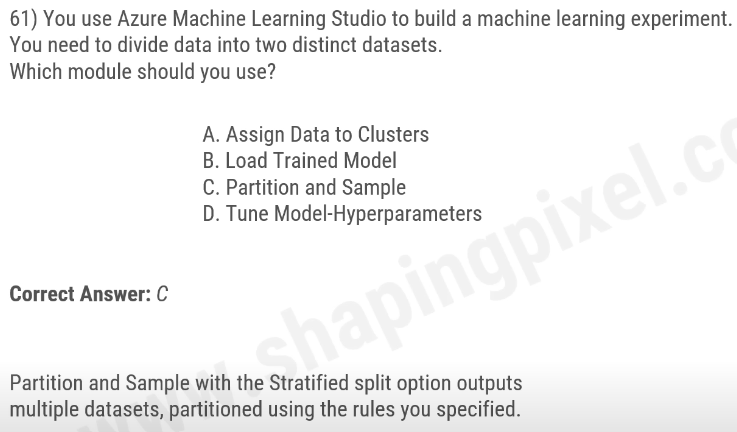 61) You use Azure Machine Learning Studio to build a machine learning experiment.
You need to divide data into two distinct datasets.
Which module should you use?
A. Assign Data to Clusters
B. Load Trained Model
C. Partition and Sample
D. Tune Model-Hyperparameters
Correct Answer: C
Partition and Sample with the Stratified split option outputs
multiple datasets, partitioned using the rules you specified.
www.shapingpixel.co